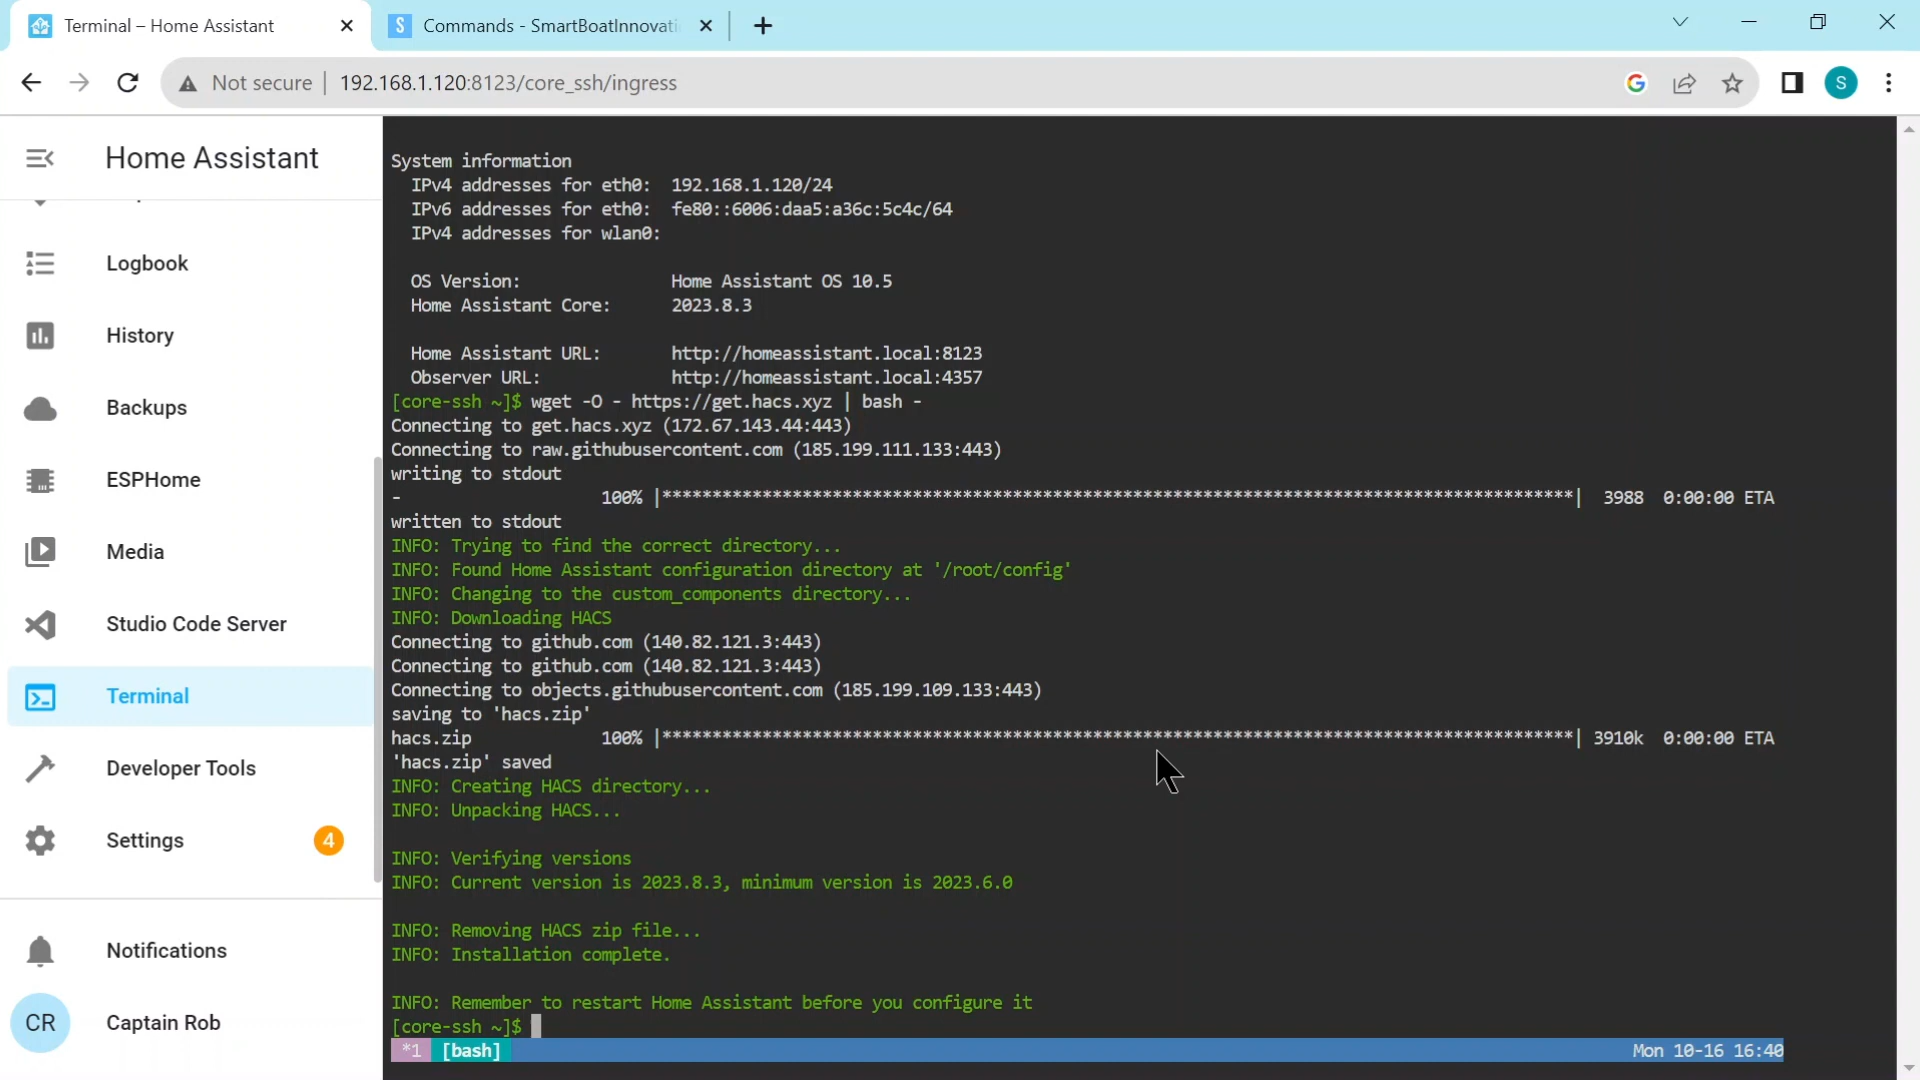 Terminal – Home Assistant
S Commands - SmartBoatInnovati
Not secure | 192.168.1.120:8123/core_ssh/ingress
G
S
Home Assistant
Logbook
History
Backups
ESPHome
Media
Studio Code Server
Terminal
Developer Tools
Settings 4
Notifications
CR Captain Rob
System information
IPv4 addresses for eth0: 192.168.1.120/24
IPv6 addresses for eth0: fe80::6006:daa5:a36c:5c4c/64
IPv4 addresses for wlan0:
OS Version: Home Assistant OS 10.5
Home Assistant Core: 2023.8.3
Home Assistant URL: http://homeassistant.local:8123
Observer URL: http://homeassistant.local:4357
[core-ssh ~]$ wget -O - https://get.hacs.xyz | bash -
Connecting to get.hacs.xyz (172.67.143.44:443)
Connecting to raw.githubusercontent.com (185.199.111.133:443)
writing to stdout
- 100% |*******************************************************************************************| 3988 0:00:00 ETA
written to stdout
INFO: Trying to find the correct directory...
INFO: Found Home Assistant configuration directory at '/root/config'
INFO: Changing to the custom_components directory...
INFO: Downloading HACS
Connecting to github.com (140.82.121.3:443)
Connecting to github.com (140.82.121.3:443)
Connecting to objects.githubusercontent.com (185.199.109.133:443)
saving to 'hacs.zip'
hacs.zip 100% |*******************************************************************************************| 3910k 0:00:00 ETA
'hacs.zip' saved
INFO: Creating HACS directory...
INFO: Unpacking HACS...
INFO: Verifying versions
INFO: Current version is 2023.8.3, minimum version is 2023.6.0
INFO: Removing HACS zip file...
INFO: Installation complete.
INFO: Remember to restart Home Assistant before you configure it
[core-ssh ~]$
*1 [bash] Mon 10-16 16:40